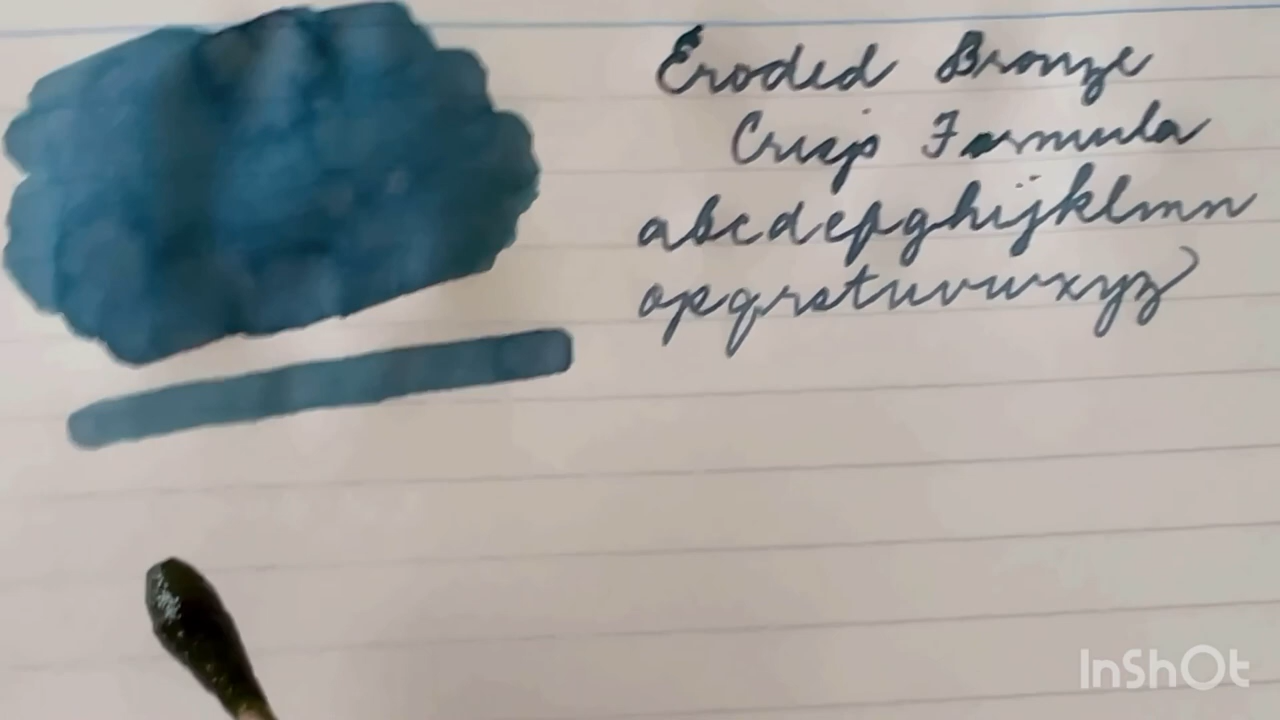 Eroded Bronze
Crisp Formula
abcdefghijklmn
opqrstuvwxyz
InShOt